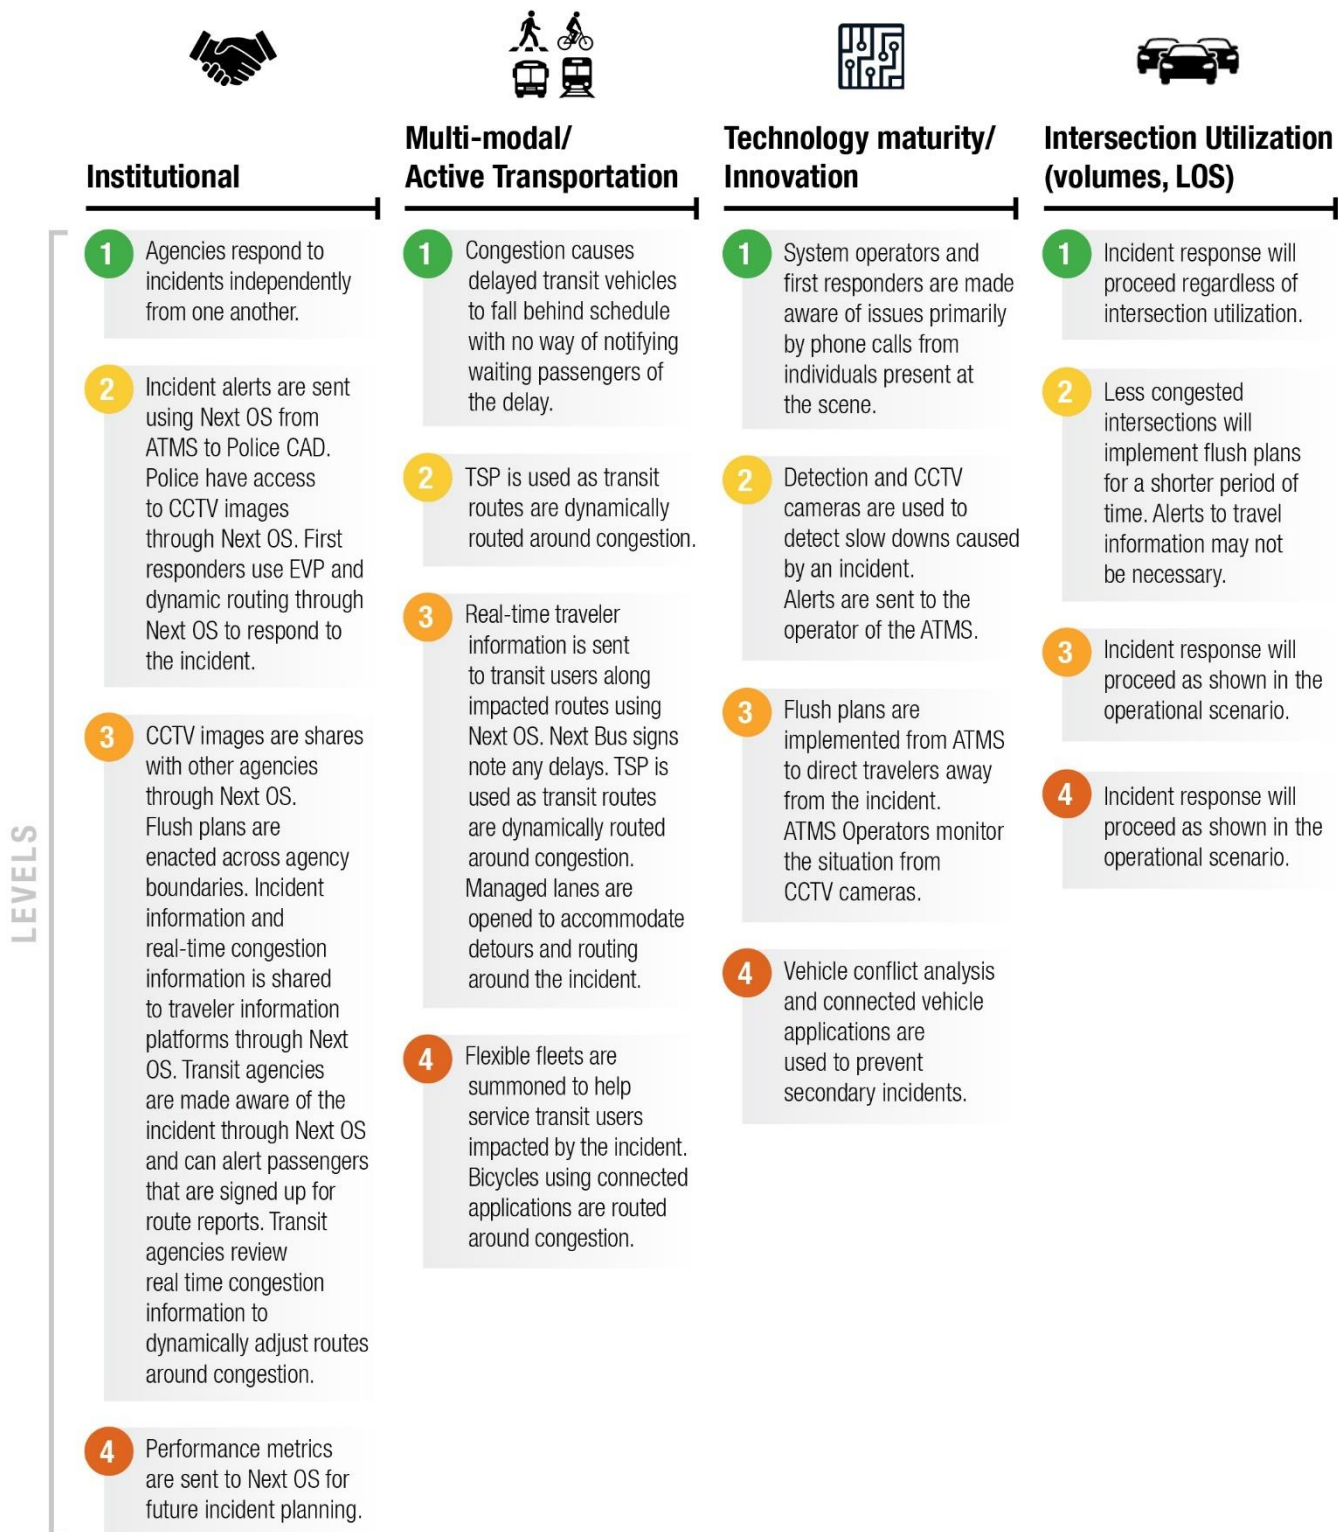 Institutional
Multi-modal/
Active Transportation
Technology maturity/
Innovation
Intersection Utilization
(volumes, LOS)
LEVELS
1
Agencies respond to
incidents independently
from one another.
2
Incident alerts are sent
using Next OS from
ATMS to Police CAD.
Police have access
to CCTV images
through Next OS. First
responders use EVP and
dynamic routing through
Next OS to respond to
the incident.
3
CCTV images are shares
with other agencies
through Next OS.
Flush plans are
enacted across agency
boundaries. Incident
information and
real-time congestion
information is shared
to traveler information
platforms through Next
OS. Transit agencies
are made aware of the
incident through Next OS
and can alert passengers
that are signed up for
route reports. Transit
agencies review
real time congestion
information to
dynamically adjust routes
around congestion.
4
Performance metrics
are sent to Next OS for
future incident planning.
1
Congestion causes
delayed transit vehicles
to fall behind schedule
with no way of notifying
waiting passengers of
the delay.
2
TSP is used as transit
routes are dynamically
routed around congestion.
3
Real-time traveler
information is sent
to transit users along
impacted routes using
Next OS. Next Bus signs
note any delays. TSP is
used as transit routes
are dynamically routed
around congestion.
Managed lanes are
opened to accommodate
detours and routing
around the incident.
4
Flexible fleets are
summoned to help
service transit users
impacted by the incident.
Bicycles using connected
applications are routed
around congestion.
1
System operators and
first responders are made
aware of issues primarily
by phone calls from
individuals present at
the scene.
2
Detection and CCTV
cameras are used to
detect slow downs caused
by an incident.
Alerts are sent to the
operator of the ATMS.
3
Flush plans are
implemented from ATMS
to direct travelers away
from the incident.
ATMS Operators monitor
the situation from
CCTV cameras.
4
Vehicle conflict analysis
and connected vehicle
applications are
used to prevent
secondary incidents.
1
Incident response will
proceed regardless of
intersection utilization.
2
Less congested
intersections will
implement flush plans
for a shorter period of
time. Alerts to travel
information may not
be necessary.
3
Incident response will
proceed as shown in the
operational scenario.
4
Incident response will
proceed as shown in the
operational scenario.